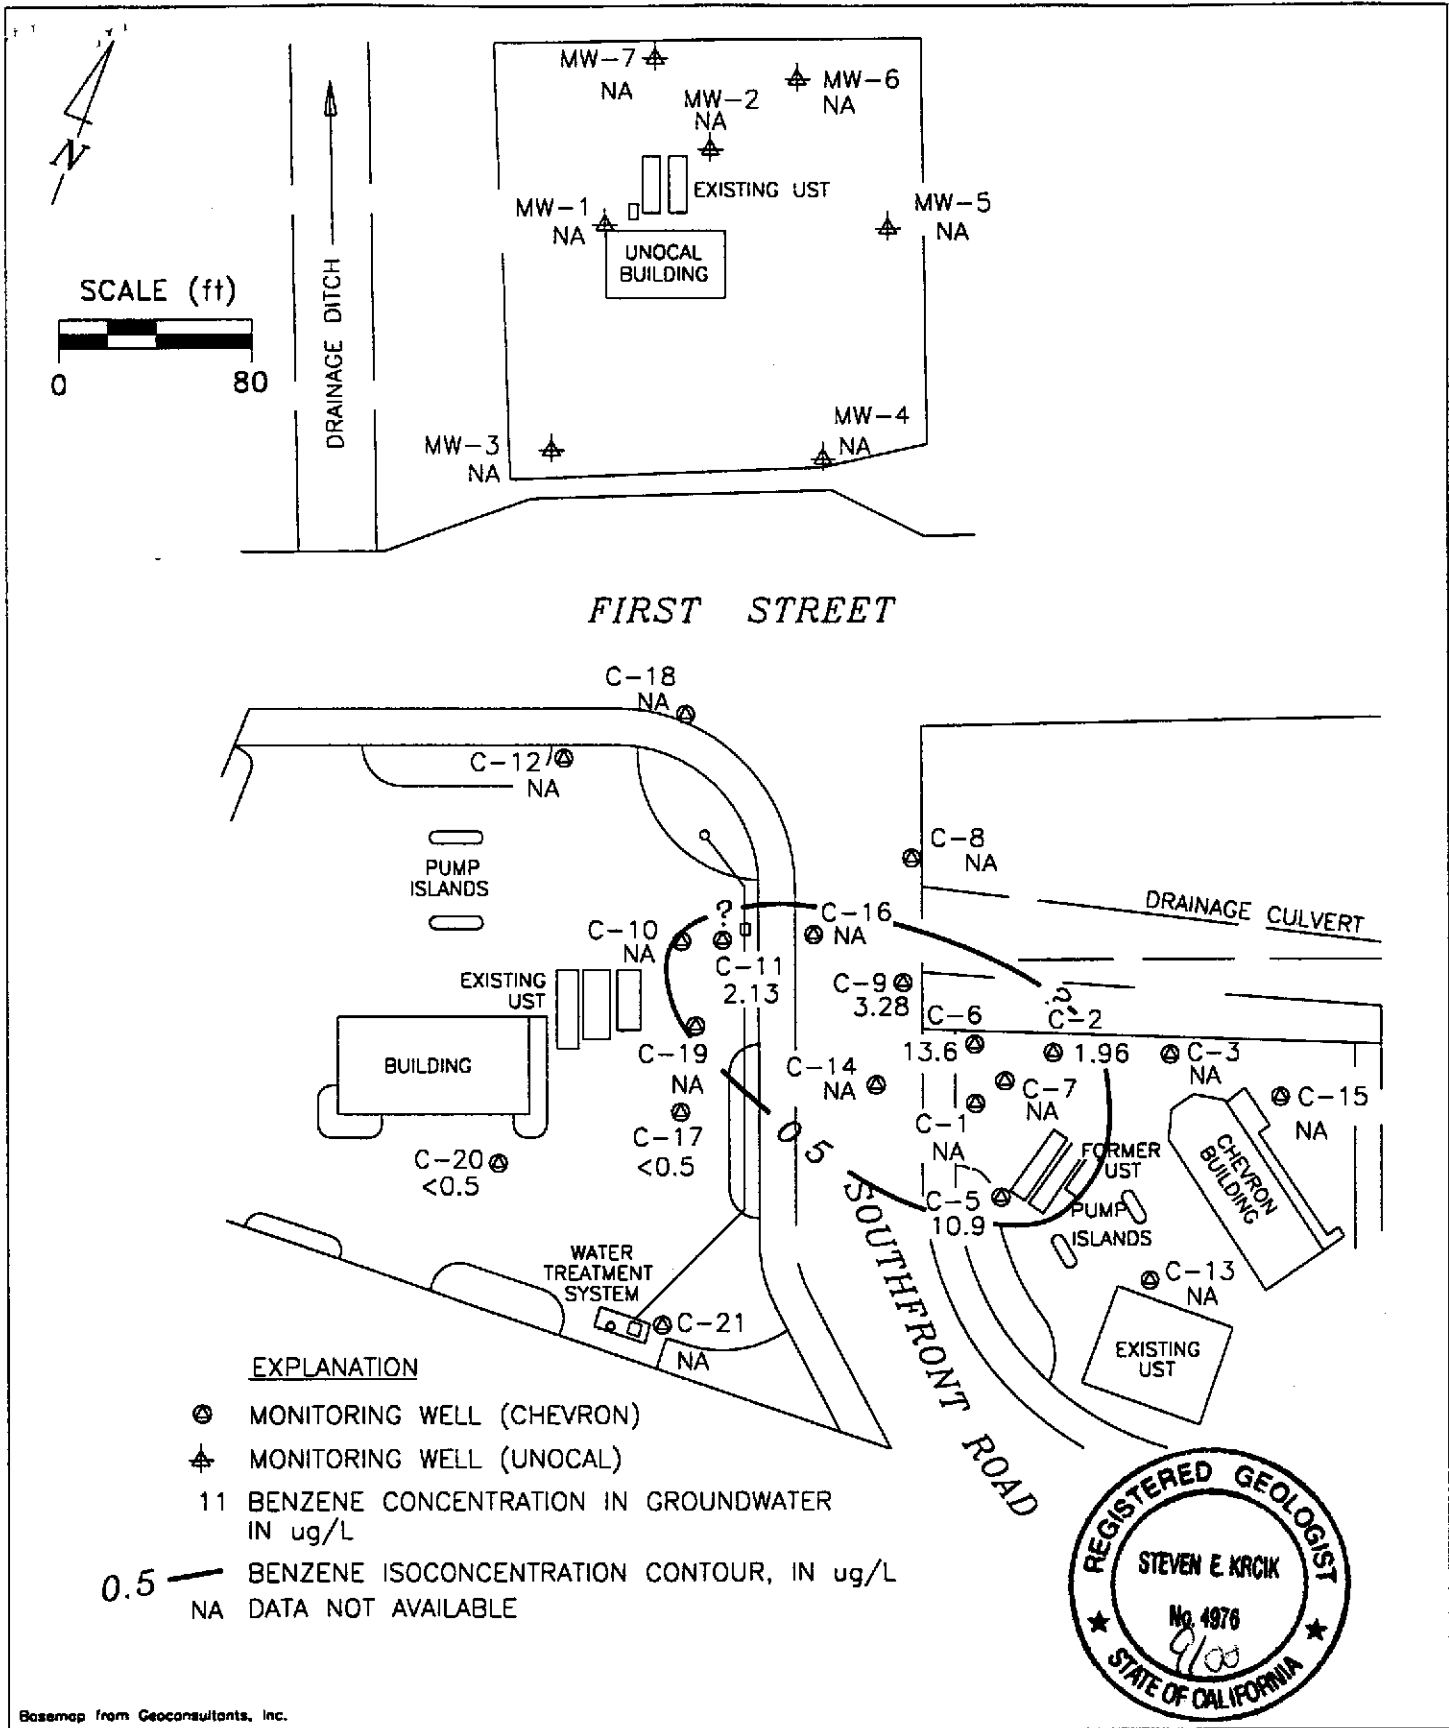 N
MW-7
NA
MW-6
NA
MW-2
NA
EXISTING UST
MW-1
NA
MW-5
NA
UNOCAL
BUILDING
SCALE (ft)
0
80
DRAINAGE DITCH
MW-3
NA
MW-4
NA
FIRST STREET
C-18
NA
C-12
NA
PUMP
ISLANDS
C-8
NA
DRAINAGE CULVERT
?
C-16
NA
C-10
NA
C-11
2.13
EXISTING
UST
C-9
3.28
?
C-6
13.6
C-2
1.96
C-3
NA
BUILDING
C-19
NA
C-14
NA
C-7
NA
C-1
NA
C-15
NA
0.5
C-17
<0.5
C-20
<0.5
FORMER
UST
CHEVRON
BUILDING
C-5
10.9
PUMP
ISLANDS
SOUTHFRONT ROAD
WATER
TREATMENT
SYSTEM
C-13
NA
C-21
NA
EXISTING
UST
EXPLANATION
MONITORING WELL (CHEVRON)
MONITORING WELL (UNOCAL)
11 BENZENE CONCENTRATION IN GROUNDWATER
IN ug/L
0.5 BENZENE ISOCONCENTRATION CONTOUR, IN ug/L
NA DATA NOT AVAILABLE
REGISTERED GEOLOGIST
STEVEN E. KRCIK
No. 4976
9/00
STATE OF CALIFORNIA
Basemap from Geoconsultants, Inc.